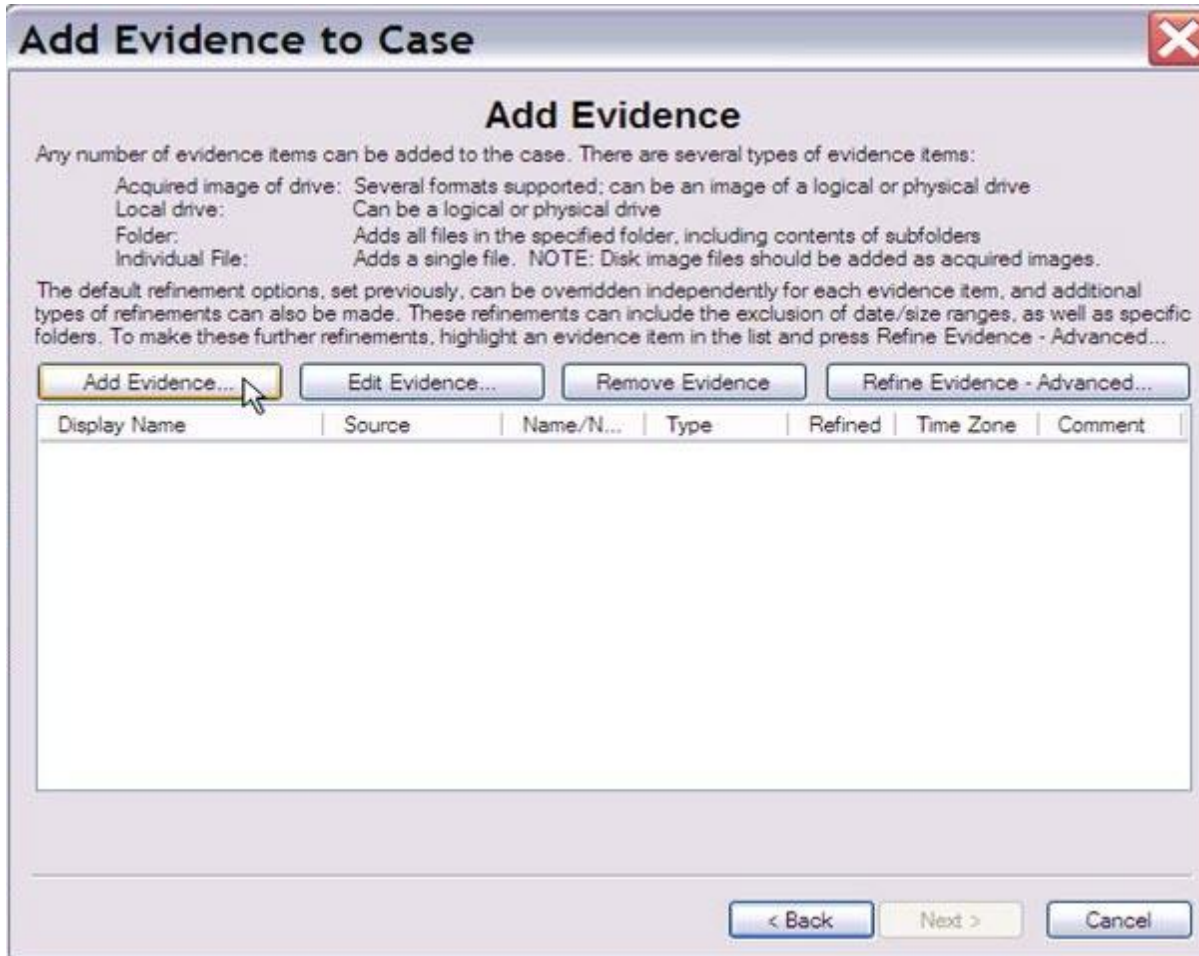 Add Evidence to Case
Add Evidence
Any number of evidence items can be added to the case. There are several types of evidence items:
Acquired image of drive: Several formats supported; can be an image of a logical or physical drive
Local drive: Can be a logical or physical drive
Folder: Adds all files in the specified folder, including contents of subfolders
Individual File: Adds a single file. NOTE: Disk image files should be added as acquired images.
The default refinement options, set previously, can be overridden independently for each evidence item, and additional
types of refinements can also be made. These refinements can include the exclusion of date/size ranges, as well as specific
folders. To make these further refinements, highlight an evidence item in the list and press Refine Evidence - Advanced...
Add Evidence... Edit Evidence... Remove Evidence Refine Evidence - Advanced...
Display Name Source Name/N... Type Refined Time Zone Comment
< Back Next > Cancel